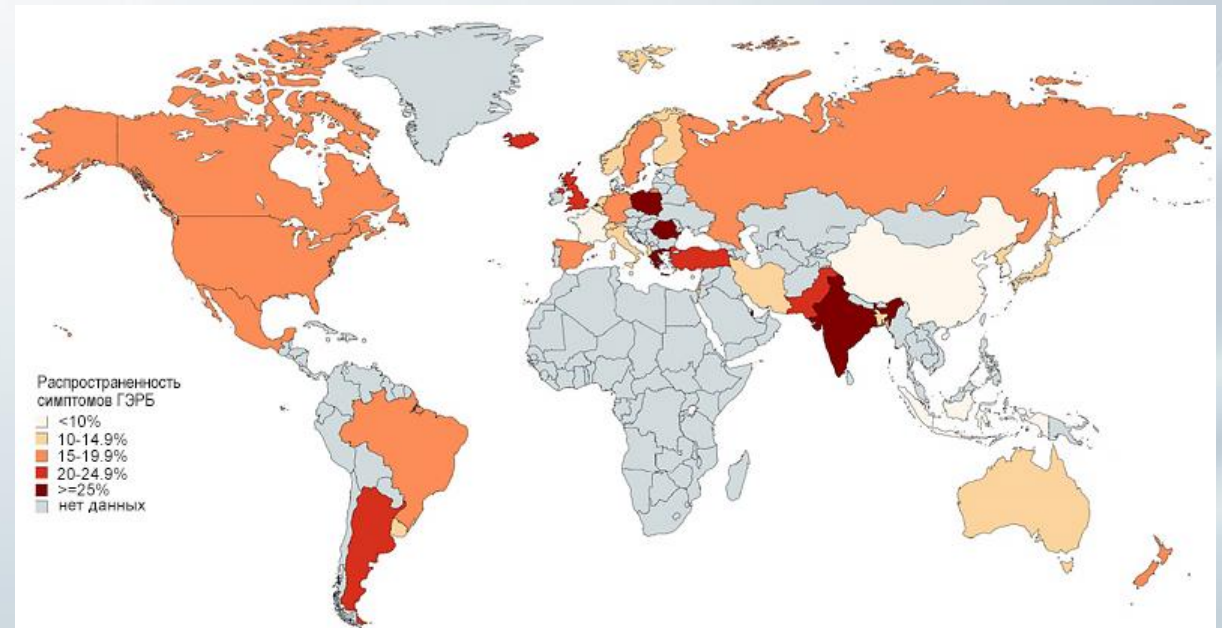 Распространенность
симптомов ГЭРБ
<10%
10-14.9%
15-19.9%
20-24.9%
>=25%
нет данных